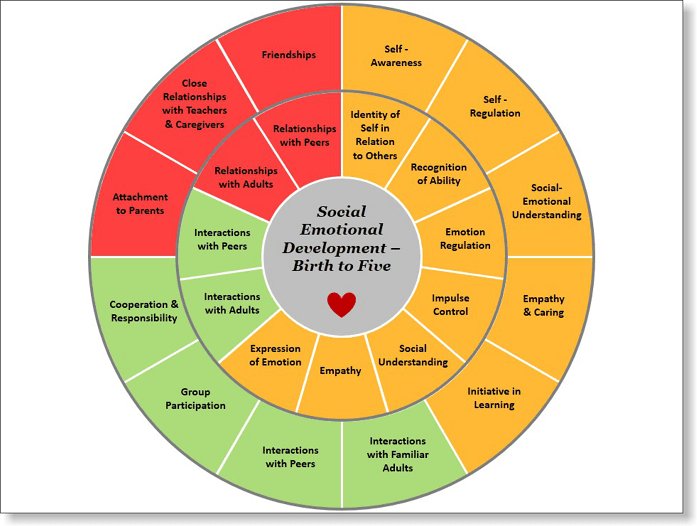 Social
Emotional
Development –
Birth to Five
Self -
Awareness
Self -
Regulation
Social-
Emotional
Understanding
Empathy
& Caring
Initiative in
Learning
Interactions
with Familiar
Adults
Interactions
with Peers
Group
Participation
Cooperation &
Responsibility
Attachment
to Parents
Close
Relationships
with Teachers
& Caregivers
Friendships
Identity of
Self in
Relation
to Others
Recognition
of Ability
Emotion
Regulation
Impulse
Control
Social
Understanding
Empathy
Expression
of Emotion
Interactions
with Adults
Interactions
with Peers
Relationships
with Adults
Relationships
with Peers